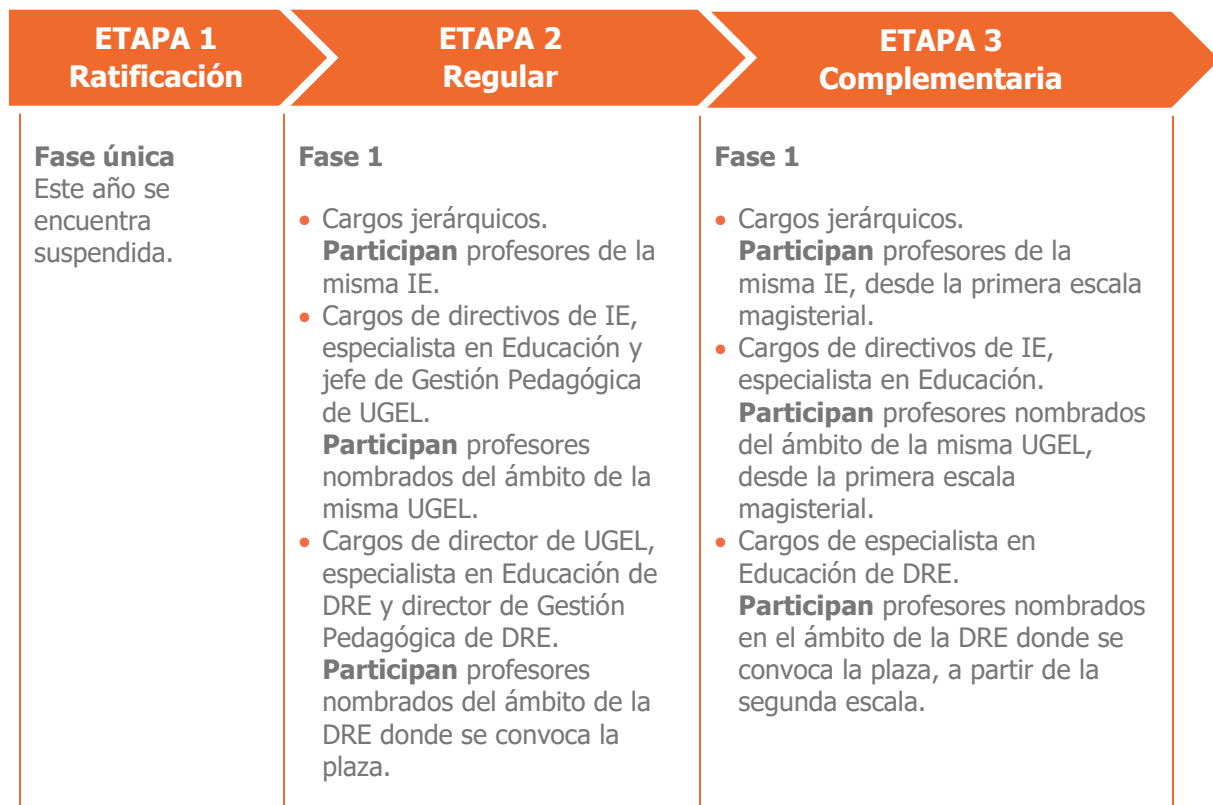 ETAPA 1
Ratificación
ETAPA 2
Regular
ETAPA 3
Complementaria
Fase única
Este año se
encuentra
suspendida.
Fase 1
• Cargos jerárquicos.
Participan profesores de la
misma IE.
• Cargos de directivos de IE,
especialista en Educación y
jefe de Gestión Pedagógica
de UGEL.
Participan profesores
nombrados del ámbito de la
misma UGEL.
• Cargos de director de UGEL,
especialista en Educación de
DRE y director de Gestión
Pedagógica de DRE.
Participan profesores
nombrados del ámbito de la
DRE donde se convoca la
plaza.
Fase 1
• Cargos jerárquicos.
Participan profesores de la
misma IE, desde la primera escala
magisterial.
• Cargos de directivos de IE,
especialista en Educación.
Participan profesores nombrados
del ámbito de la misma UGEL,
desde la primera escala
magisterial.
• Cargos de especialista en
Educación de DRE.
Participan profesores nombrados
en el ámbito de la DRE donde se
convoca la plaza, a partir de la
segunda escala.